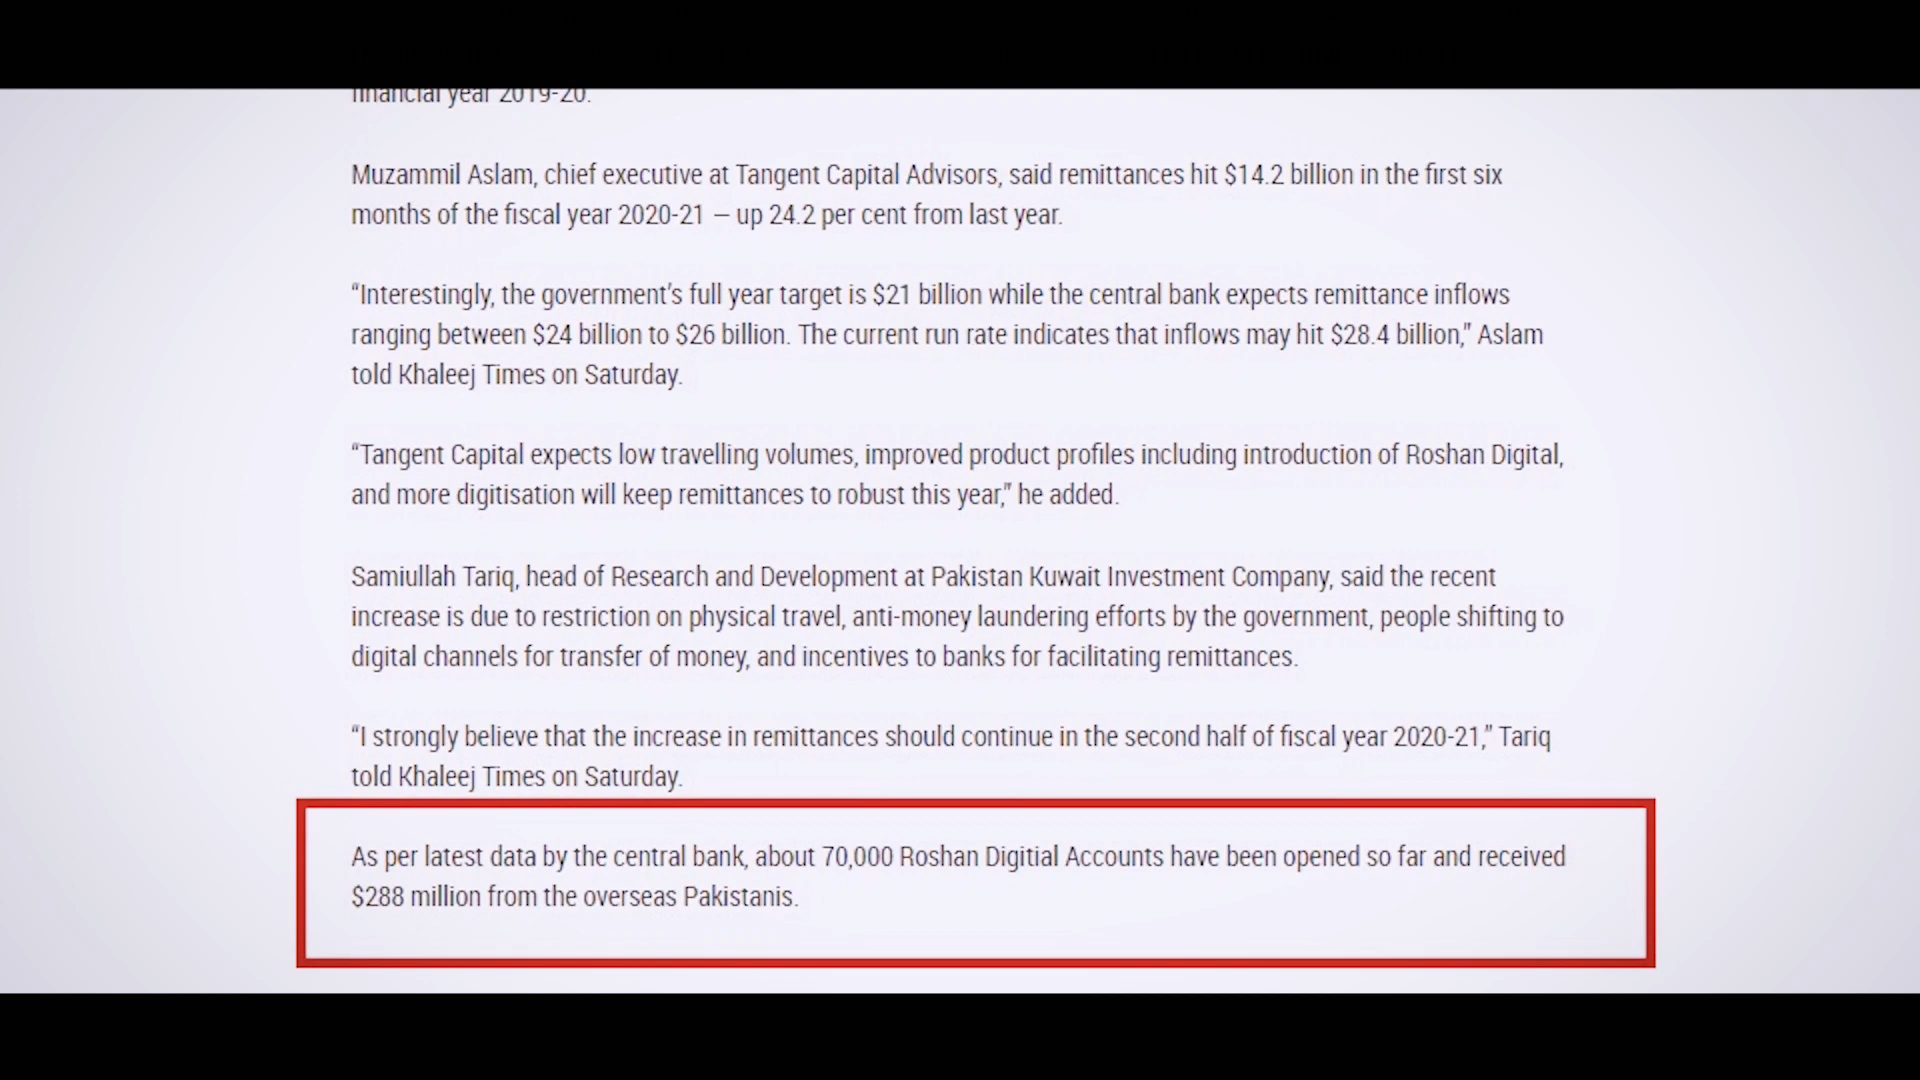 financial year 2019-20.
Muzammil Aslam, chief executive at Tangent Capital Advisors, said remittances hit $14.2 billion in the first six
months of the fiscal year 2020-21 — up 24.2 per cent from last year.
“Interestingly, the government’s full year target is $21 billion while the central bank expects remittance inflows
ranging between $24 billion to $26 billion. The current run rate indicates that inflows may hit $28.4 billion,” Aslam
told Khaleej Times on Saturday.
“Tangent Capital expects low travelling volumes, improved product profiles including introduction of Roshan Digital,
and more digitisation will keep remittances to robust this year,” he added.
Samiullah Tariq, head of Research and Development at Pakistan Kuwait Investment Company, said the recent
increase is due to restriction on physical travel, anti-money laundering efforts by the government, people shifting to
digital channels for transfer of money, and incentives to banks for facilitating remittances.
“I strongly believe that the increase in remittances should continue in the second half of fiscal year 2020-21,” Tariq
told Khaleej Times on Saturday.
As per latest data by the central bank, about 70,000 Roshan Digitial Accounts have been opened so far and received
$288 million from the overseas Pakistanis.